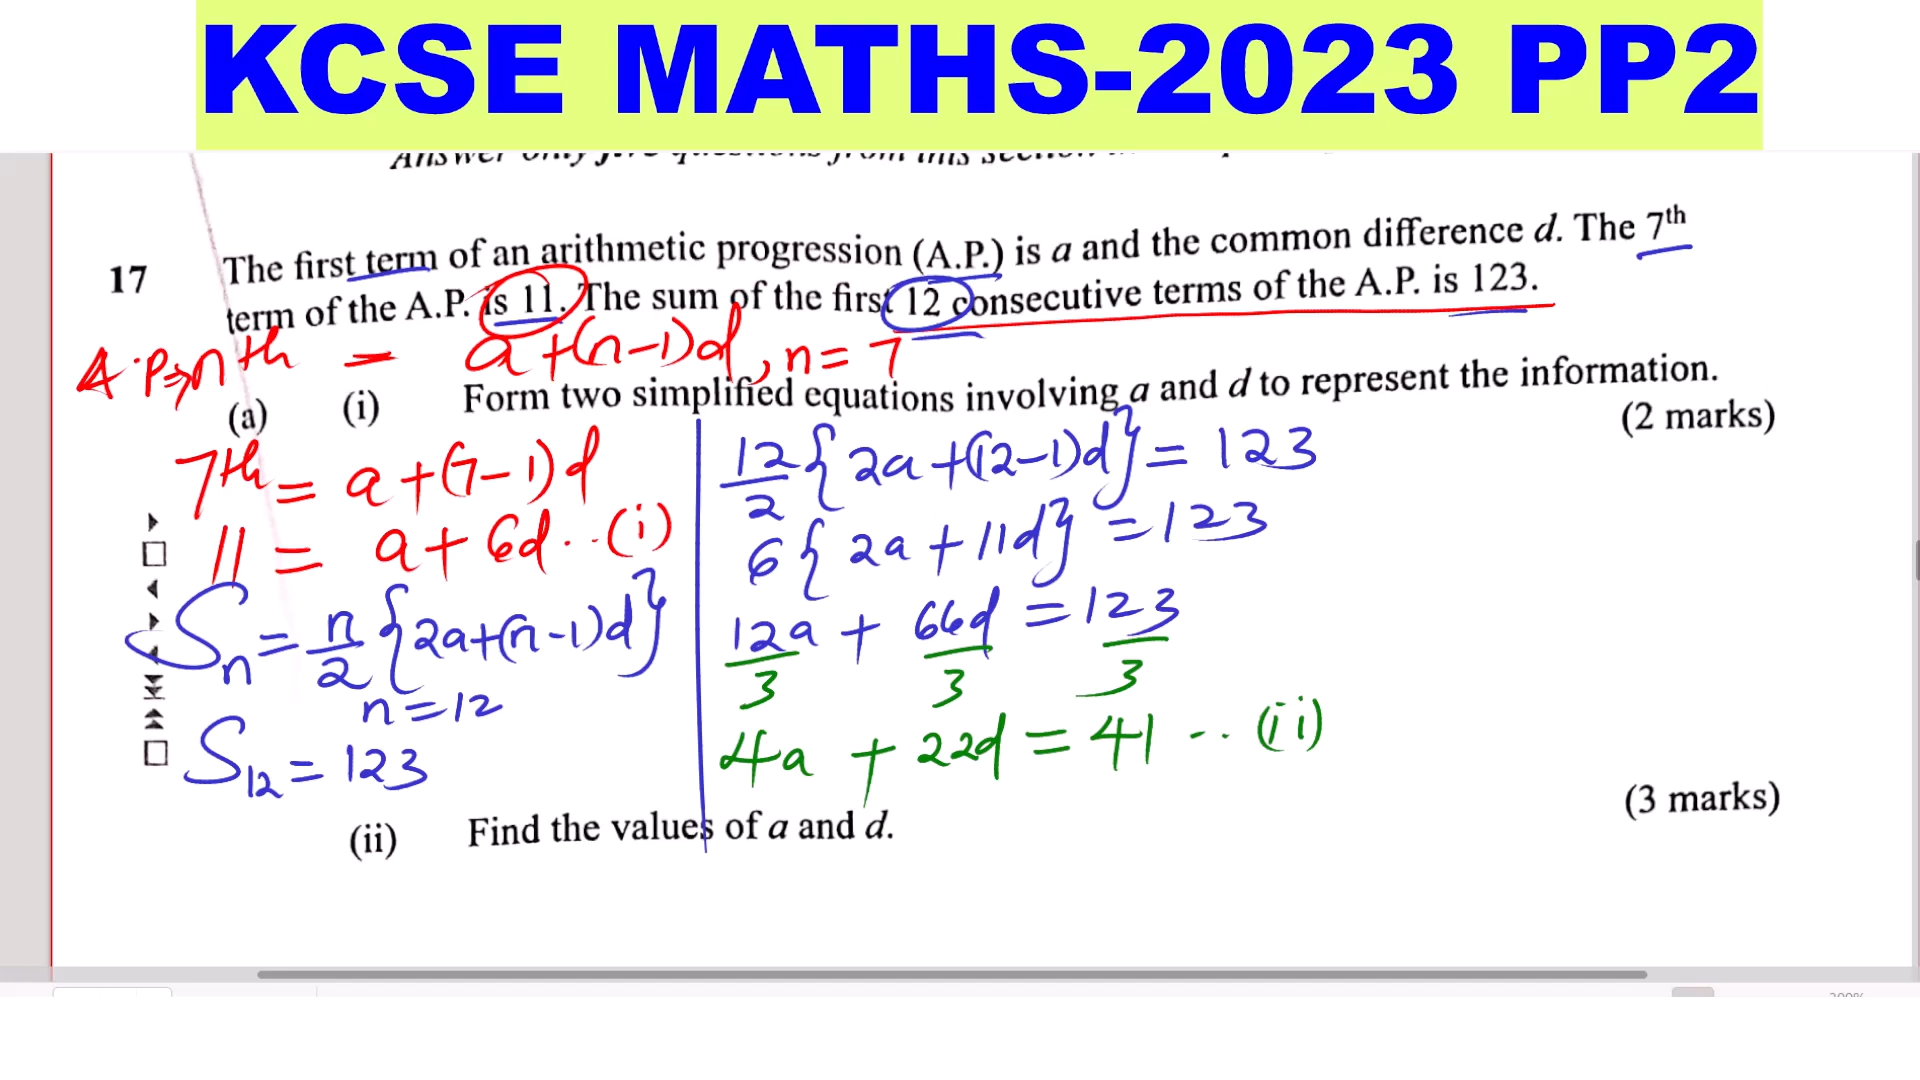 KCSE MATHS-2023 PP2
17 The first term of an arithmetic progression (A.P.) is a and the common difference d. The 7th
term of the A.P. is 11. The sum of the first 12 consecutive terms of the A.P. is 123.
A.P⇒nth = a+(n-1)d, n=7
(a) (i) Form two simplified equations involving a and d to represent the information.
(2 marks)
7th = a+(7-1)d
11 = a+6d...(i)
Sn = n/2 {2a+(n-1)d}
n=12
S12 = 123
12/2 {2a+(12-1)d} = 123
6 {2a+11d} = 123
12a/3 + 66d/3 = 123/3
4a + 22d = 41 ...(ii)
(3 marks)
(ii) Find the values of a and d.